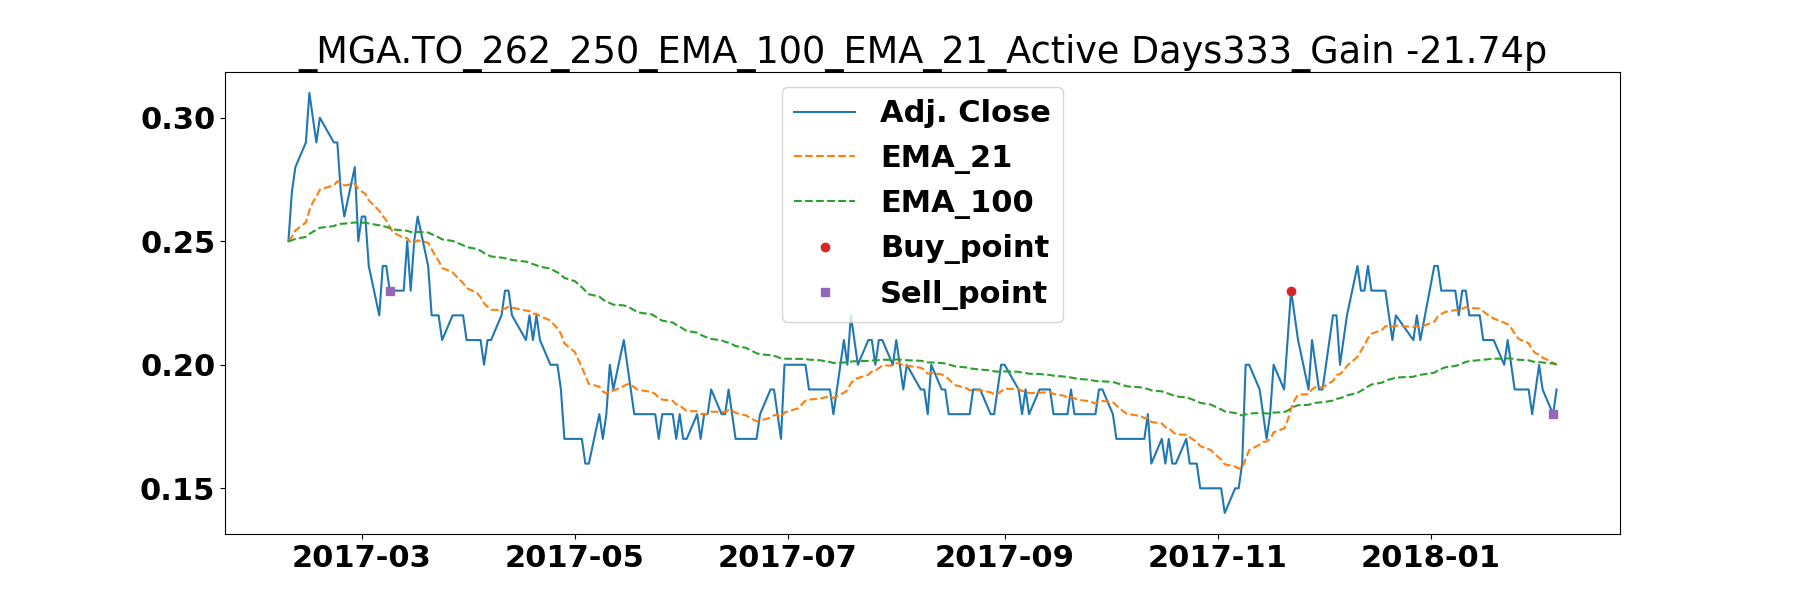 _MGA.TO_262_250_EMA_100_EMA_21_Active Days333_Gain -21.74p
Adj. Close
EMA_21
EMA_100
Buy_point
Sell_point
0.30
0.25
0.20
0.15
2017-03 2017-05 2017-07 2017-09 2017-11 2018-01